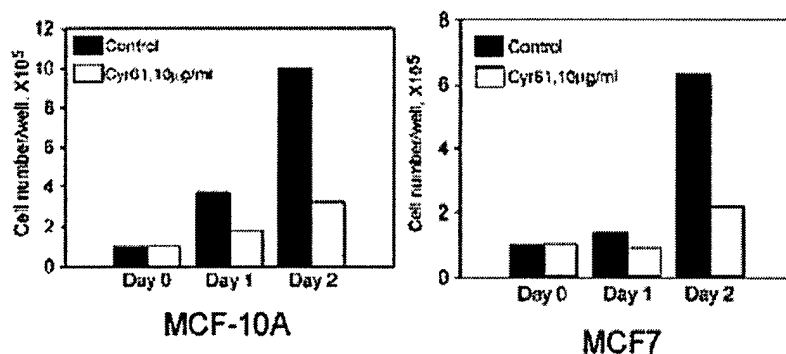 Cell number/well. X10⁵
12
10
8
6
4
2
0
Control
Cyr61,10µg/ml
Day 0 Day 1 Day 2
MCF-10A
Cell number/well, X10⁵
8
6
4
2
0
Control
Cyr61,10µg/ml
Day 0 Day 1 Day 2
MCF7